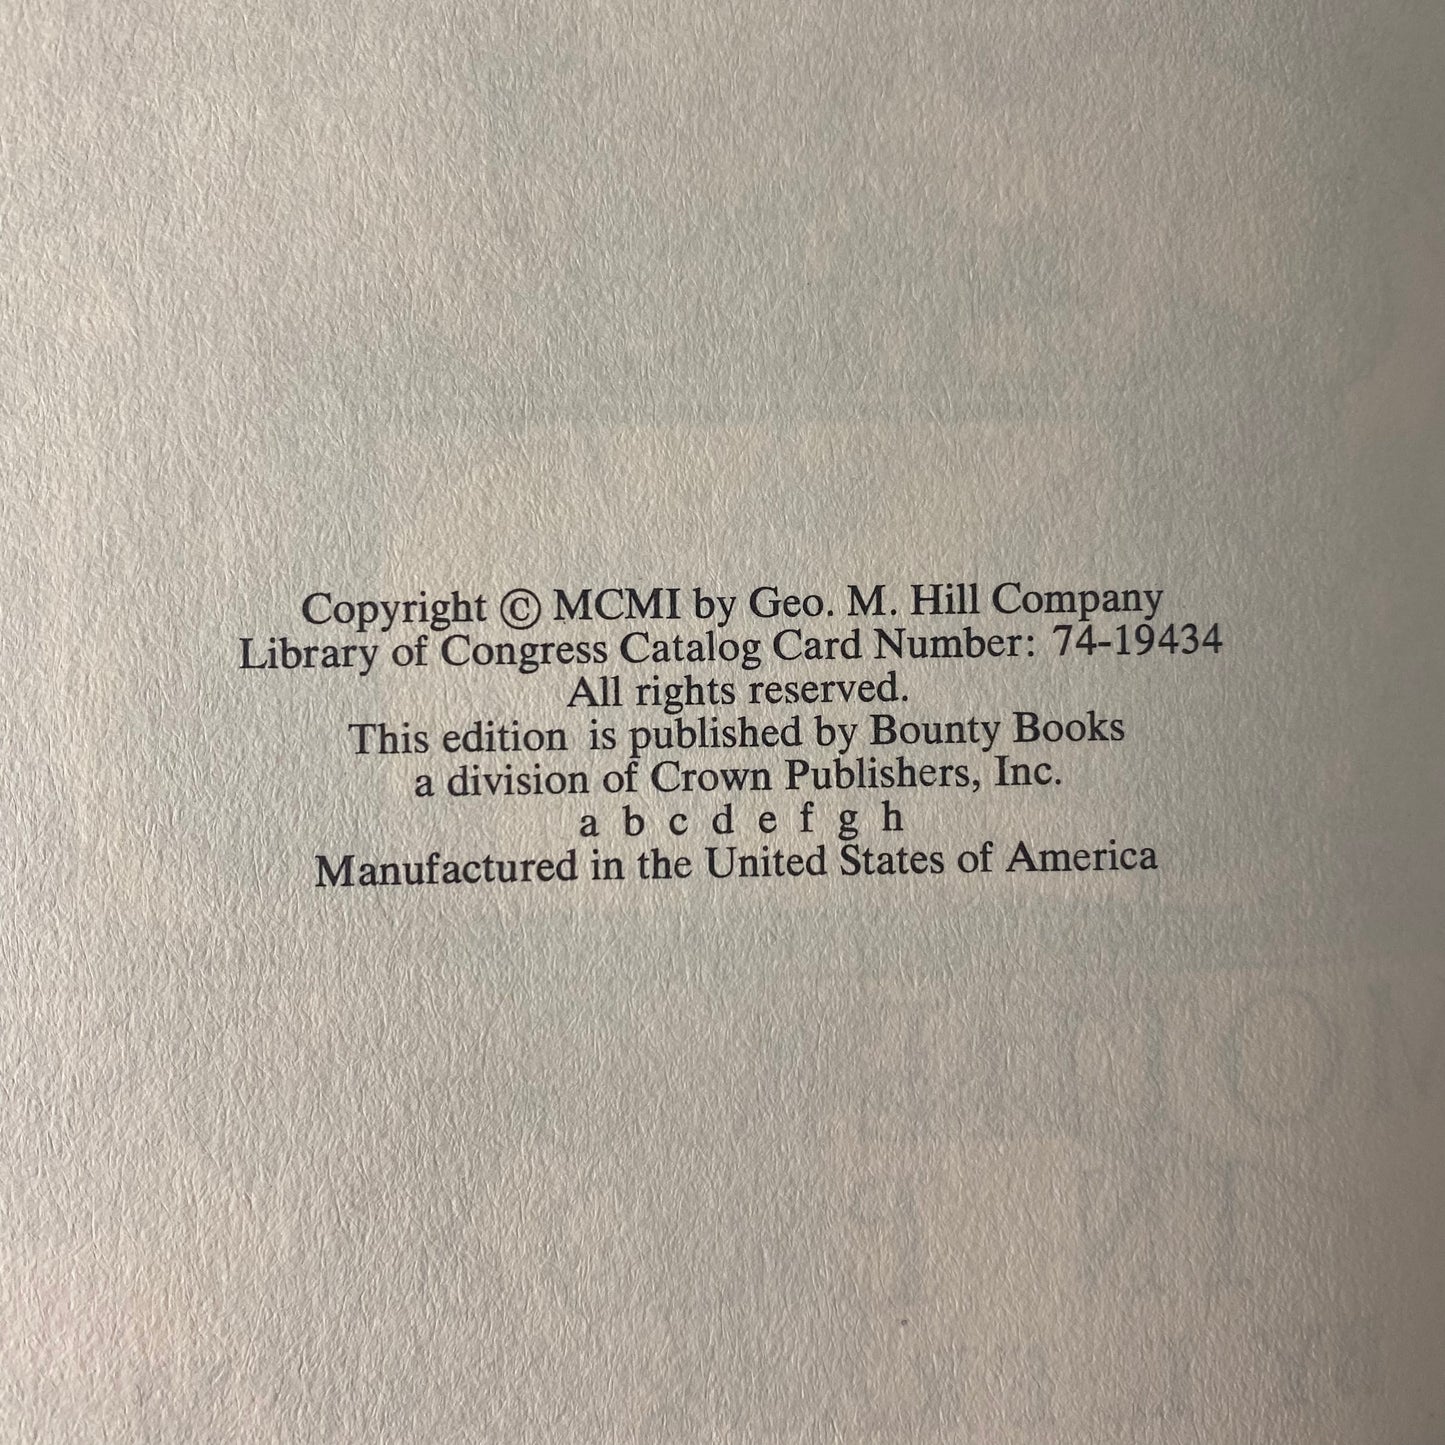 Copyright © MCMI by Geo. M. Hill Company
Library of Congress Catalog Card Number: 74-19434
All rights reserved.
This edition is published by Bounty Books
a division of Crown Publishers, Inc.
a b c d e f g h
Manufactured in the United States of America